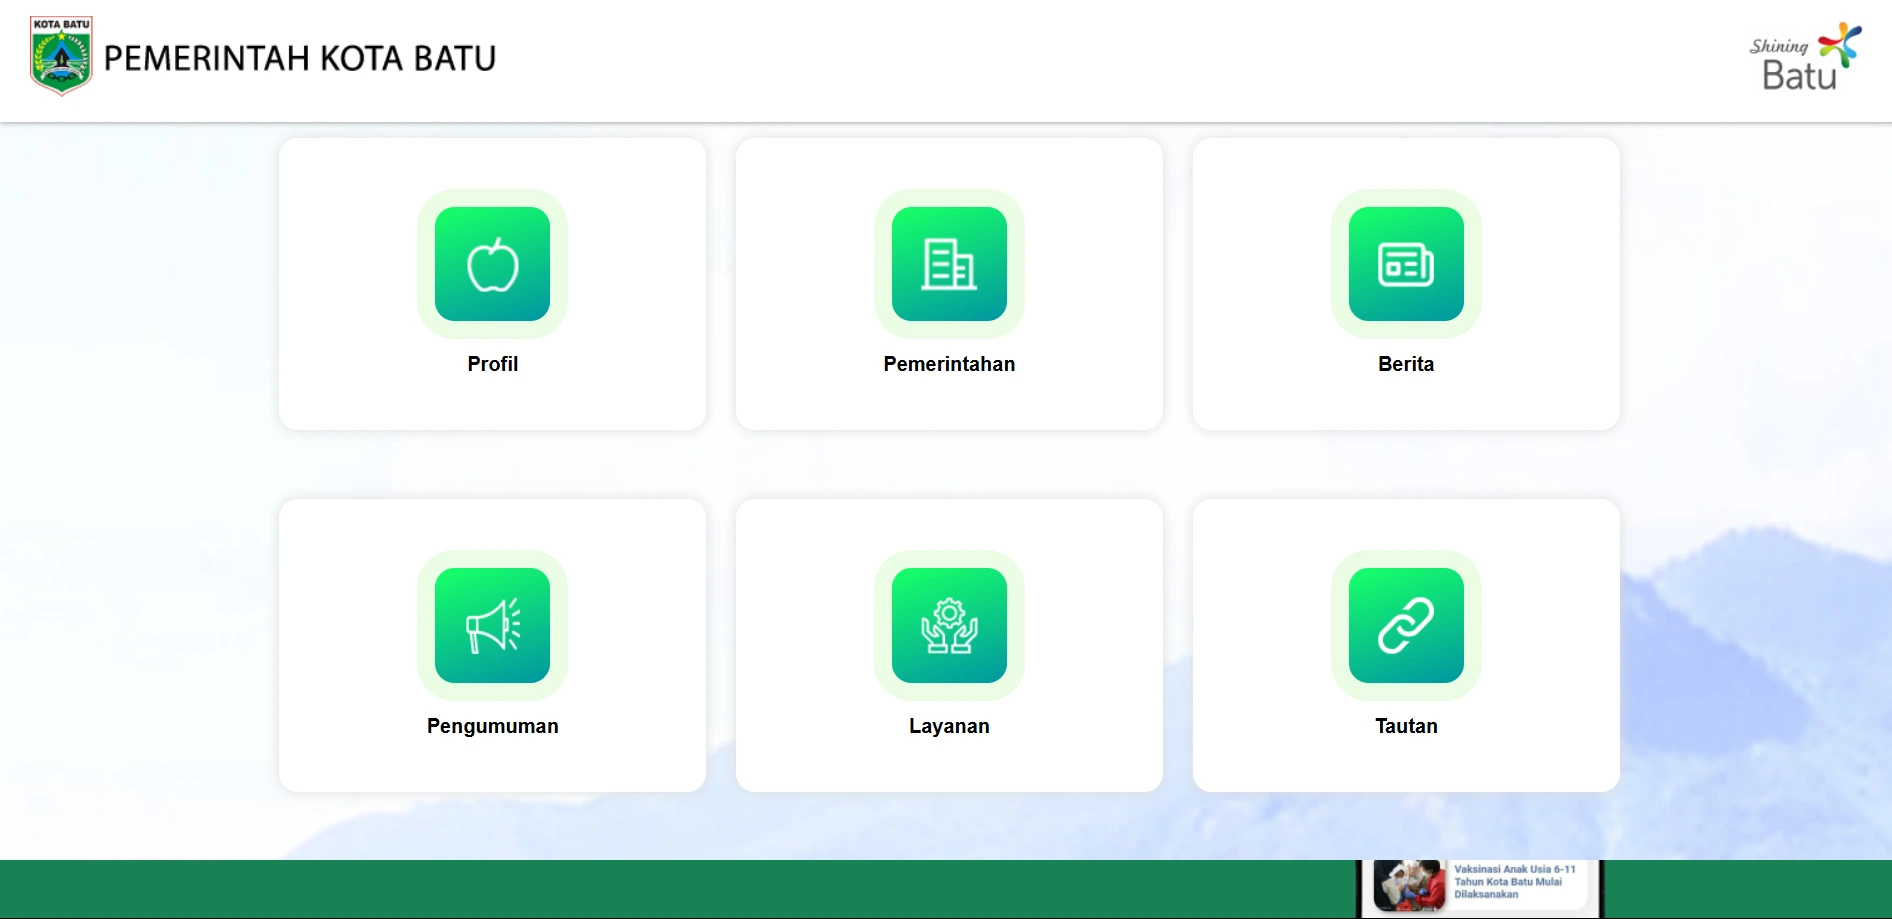 KOTA BATU
PEMERINTAH KOTA BATU
Shining
Batu
Profil
Pemerintahan
Berita
Pengumuman
Layanan
Tautan
Vaksinasi Anak Usia 6-11
Tahun Kota Batu Mulai
Dilaksanakan